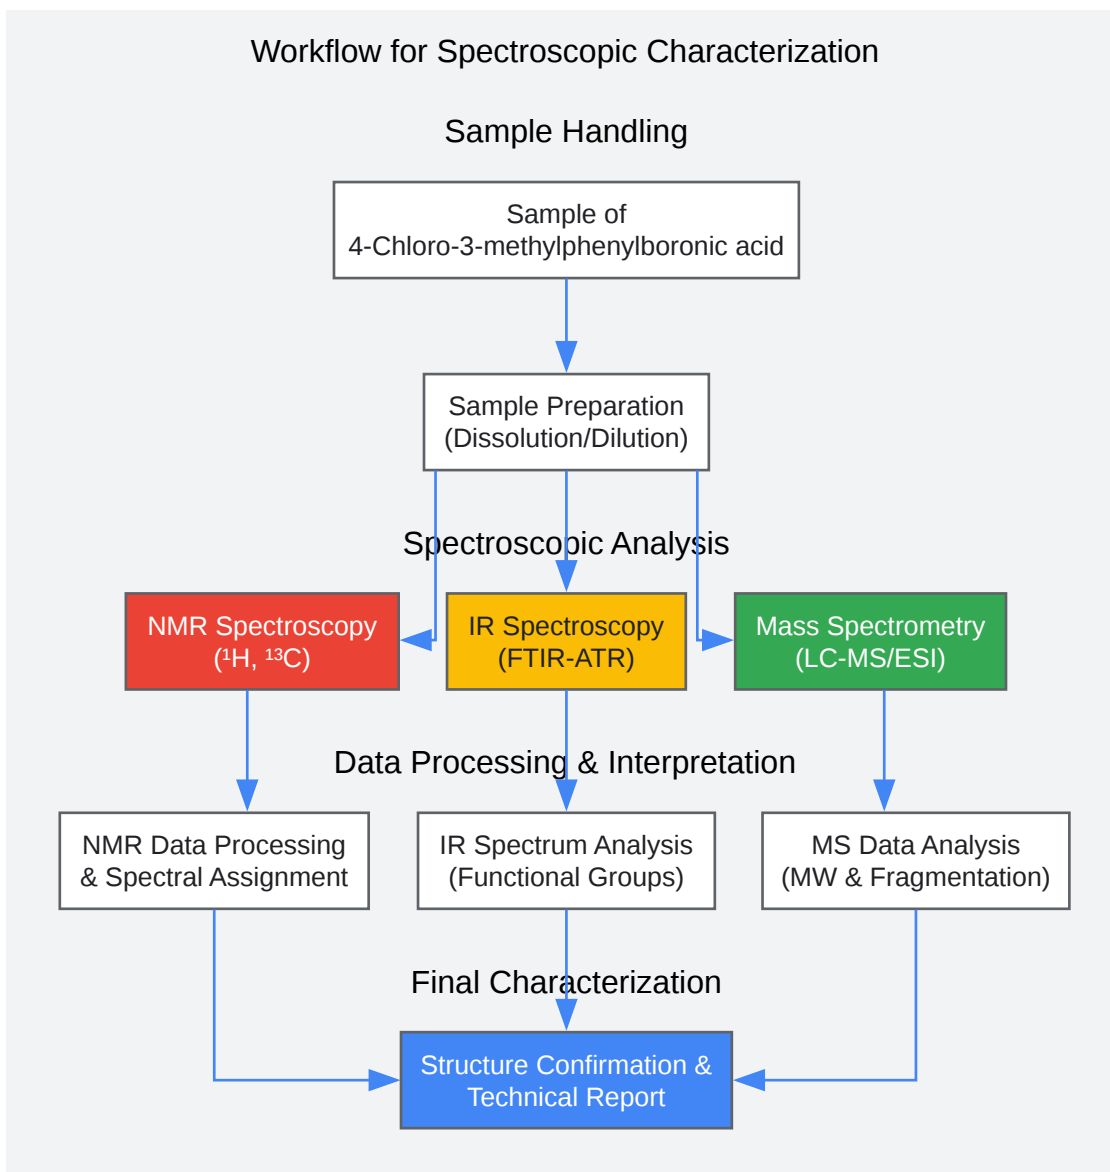 Workflow for Spectroscopic Characterization
Sample Handling
Sample of
4-Chloro-3-methylphenylboronic acid
Sample Preparation
(Dissolution/Dilution)
Spectroscopic Analysis
NMR Spectroscopy
(¹H, ¹³C)
IR Spectroscopy
(FTIR-ATR)
Mass Spectrometry
(LC-MS/ESI)
Data Processing & Interpretation
NMR Data Processing
& Spectral Assignment
IR Spectrum Analysis
(Functional Groups)
MS Data Analysis
(MW & Fragmentation)
Final Characterization
Structure Confirmation &
Technical Report